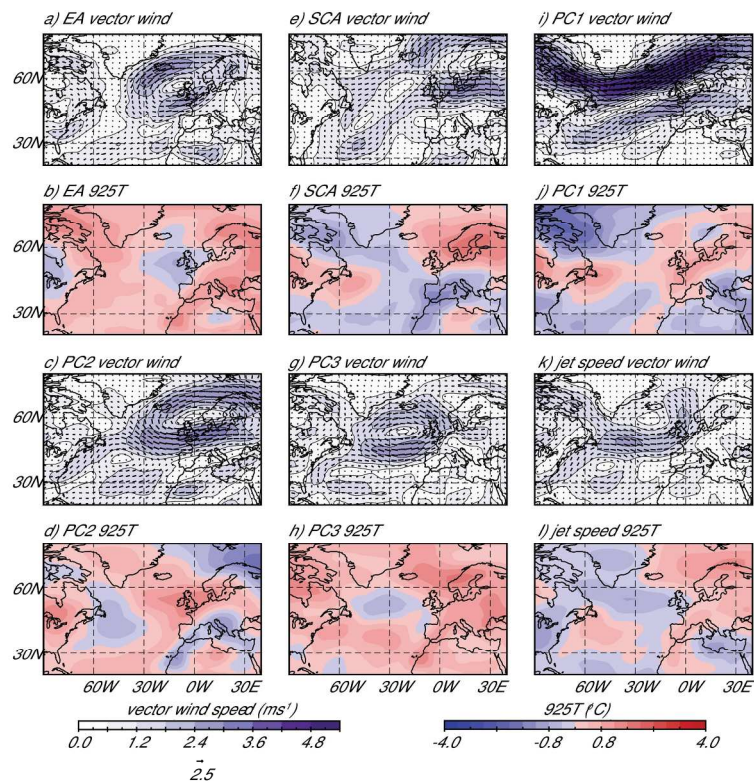 a) EA vector wind e) SCA vector wind i) PC1 vector wind
60N
30N
b) EA 925T f) SCA 925T j) PC1 925T
60N
30N
c) PC2 vector wind g) PC3 vector wind k) jet speed vector wind
60N
30N
d) PC2 925T h) PC3 925T l) jet speed 925T
60N
30N
60W 30W 0W 30E 60W 30W 0W 30E 60W 30W 0W 30E
vector wind speed (ms¹) 925T (°C)
0.0 1.2 2.4 3.6 4.8 -4.0 -0.8 0.8 4.0
2.5